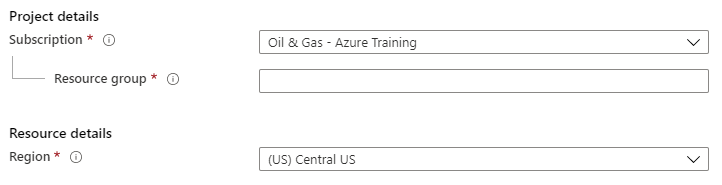 Project details
Subscription * Oil & Gas - Azure Training
Resource group *
Resource details
Region * (US) Central US